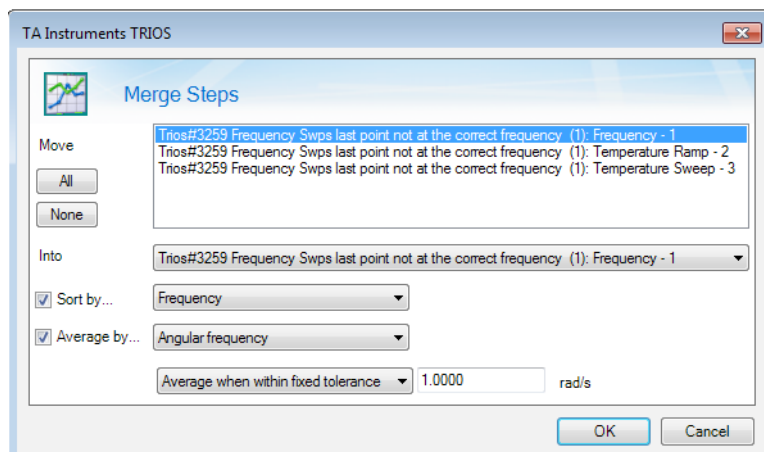 TA Instruments TRIOS
Merge Steps
Move
All
None
Trios#3259 Frequency Swps last point not at the correct frequency (1): Frequency - 1
Trios#3259 Frequency Swps last point not at the correct frequency (1): Temperature Ramp - 2
Trios#3259 Frequency Swps last point not at the correct frequency (1): Temperature Sweep - 3
Into
Trios#3259 Frequency Swps last point not at the correct frequency (1): Frequency - 1
Sort by... Frequency
Average by... Angular frequency
Average when within fixed tolerance 1.0000 rad/s
OK Cancel